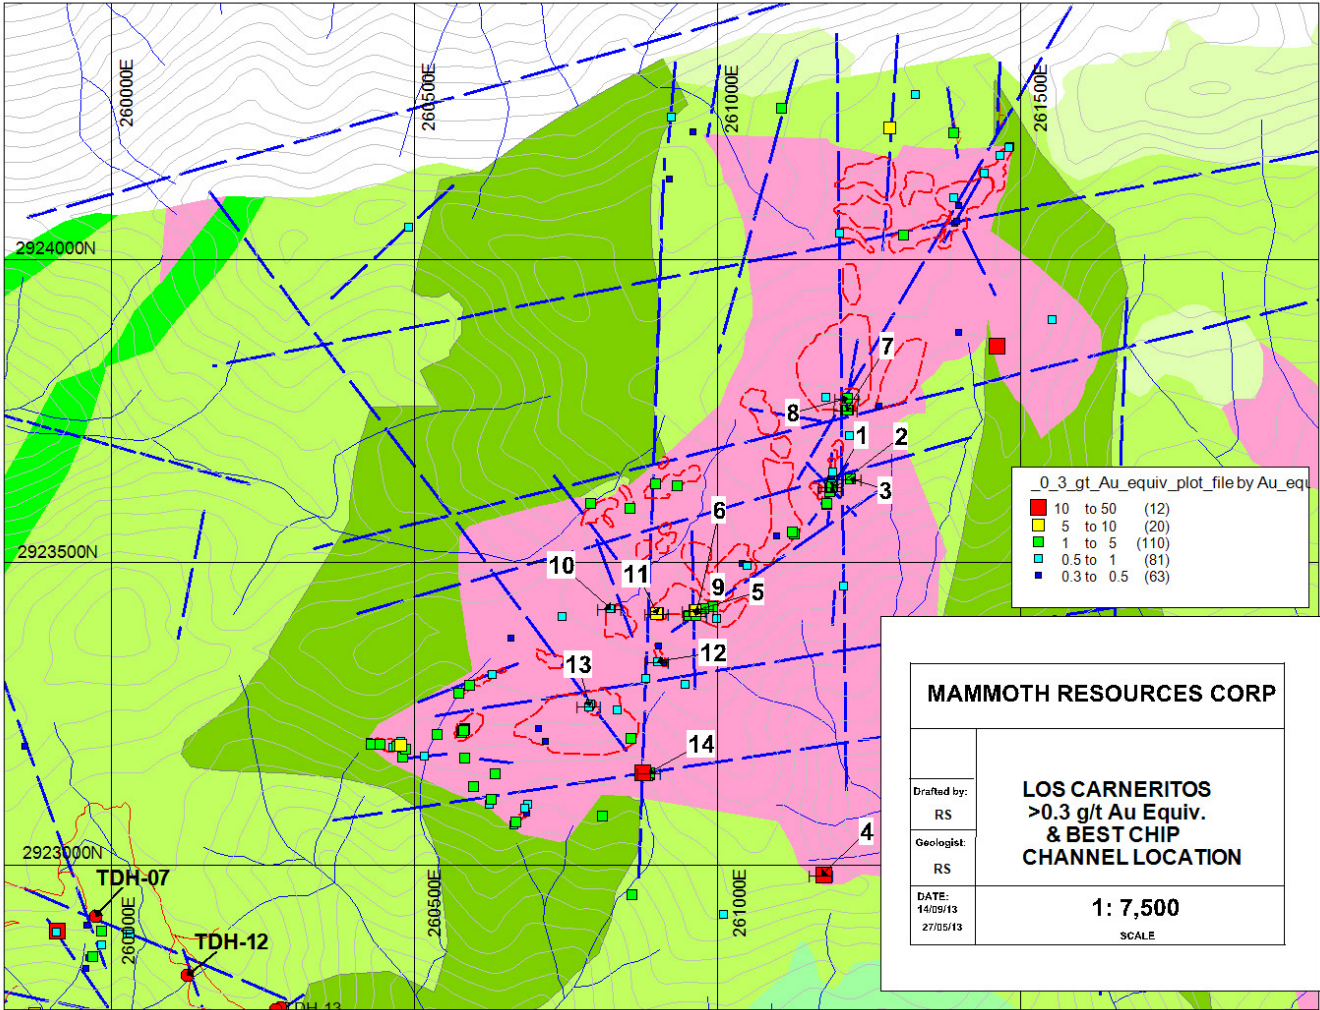 260000E
260500E
261000E
261500E
2924000N
7
8
1
2
3
_0_3_gt_Au_equiv_plot_file by Au_equ
10 to 50 (12)
5 to 10 (20)
1 to 5 (110)
0.5 to 1 (81)
0.3 to 0.5 (63)
6
2923500N
10
11
9
5
12
13
14
4
MAMMOTH RESOURCES CORP
Drafted by:
RS
Geologist:
RS
DATE:
14/09/13
27/05/13
LOS CARNERITOS
>0.3 g/t Au Equiv.
& BEST CHIP
CHANNEL LOCATION
1: 7,500
SCALE
2923000N
TDH-07
TDH-12
TDH-13
260000E
260500E
261000E